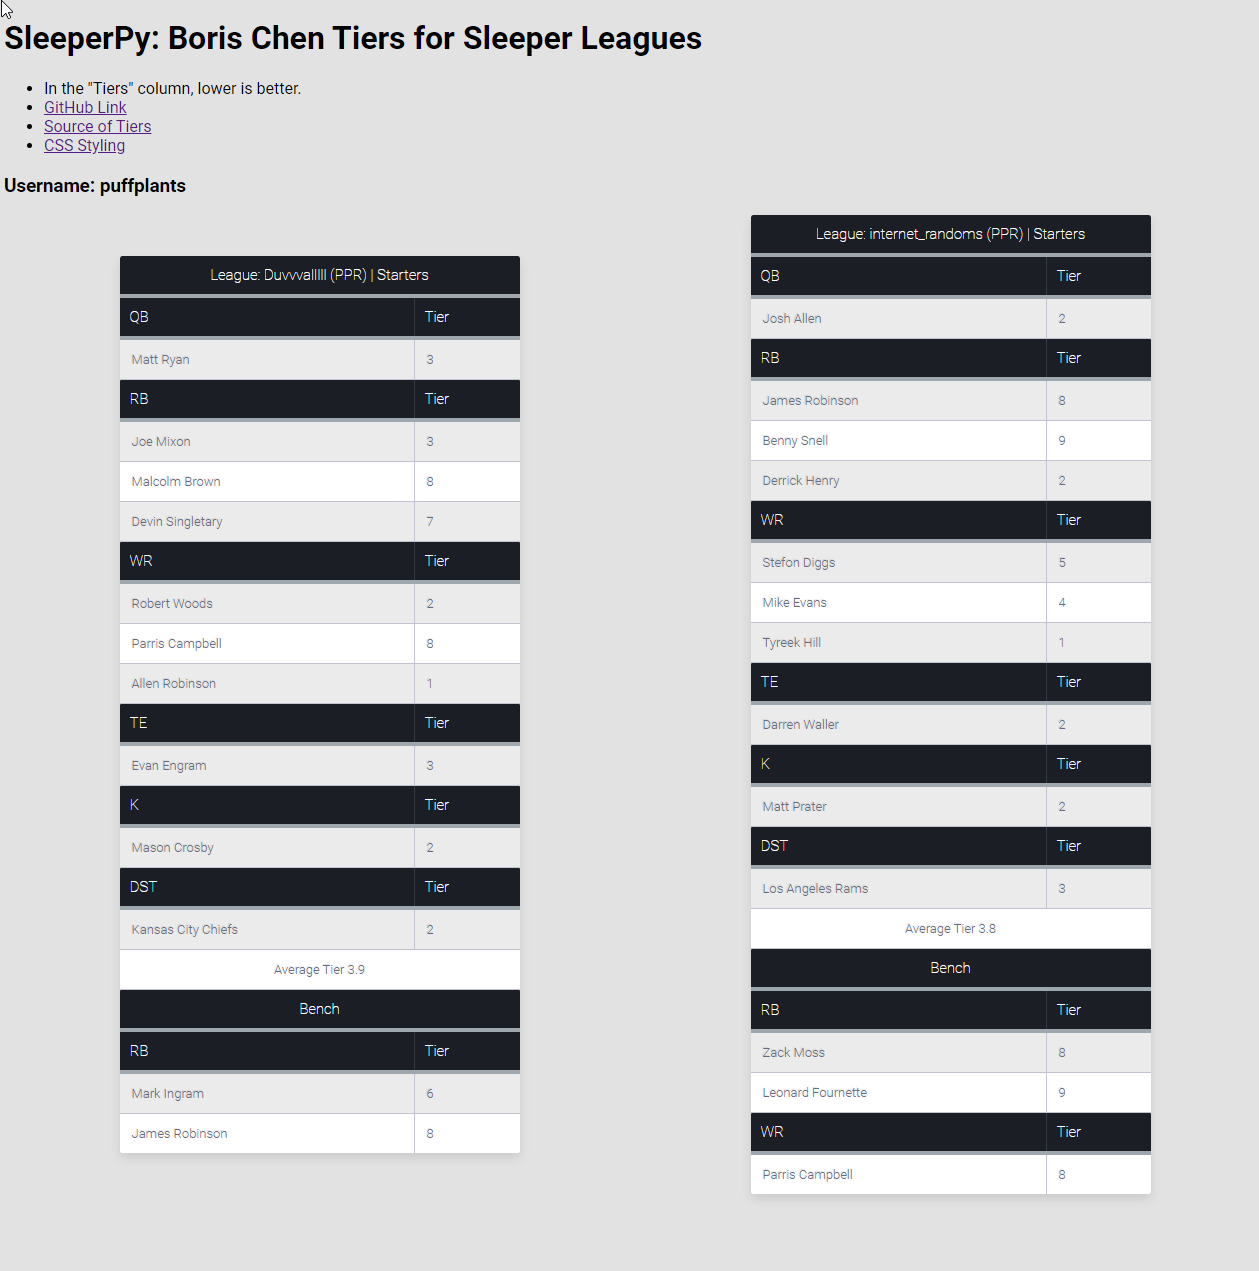 SleeperPy: Boris Chen Tiers for Sleeper Leagues
In the "Tiers" column, lower is better.
GitHub Link
Source of Tiers
CSS Styling
Username: puffplants
League: Duvvvalllll (PPR) | Starters
QB Tier
Matt Ryan 3
RB Tier
Joe Mixon 3
Malcolm Brown 8
Devin Singletary 7
WR Tier
Robert Woods 2
Parris Campbell 8
Allen Robinson 1
TE Tier
Evan Engram 3
K Tier
Mason Crosby 2
DST Tier
Kansas City Chiefs 2
Average Tier 3.9
Bench
RB Tier
Mark Ingram 6
James Robinson 8
League: internet_randoms (PPR) | Starters
QB Tier
Josh Allen 2
RB Tier
James Robinson 8
Benny Snell 9
Derrick Henry 2
WR Tier
Stefon Diggs 5
Mike Evans 4
Tyreek Hill 1
TE Tier
Darren Waller 2
K Tier
Matt Prater 2
DST Tier
Los Angeles Rams 3
Average Tier 3.8
Bench
RB Tier
Zack Moss 8
Leonard Fournette 9
WR Tier
Parris Campbell 8